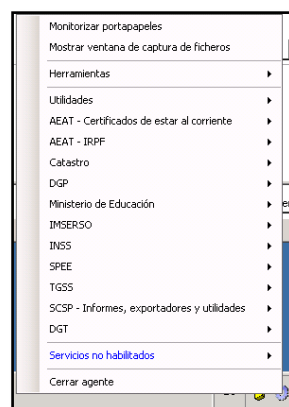 Monitorizar portapapeles
Mostrar ventana de captura de ficheros
Herramientas
Utilidades
AEAT - Certificados de estar al corriente
AEAT - IRPF
Catastro
DGP
Ministerio de Educación
IMSERSO
INSS
SPEE
TGSS
SCSP - Informes, exportadores y utilidades
DGT
Servicios no habilitados
Cerrar agente